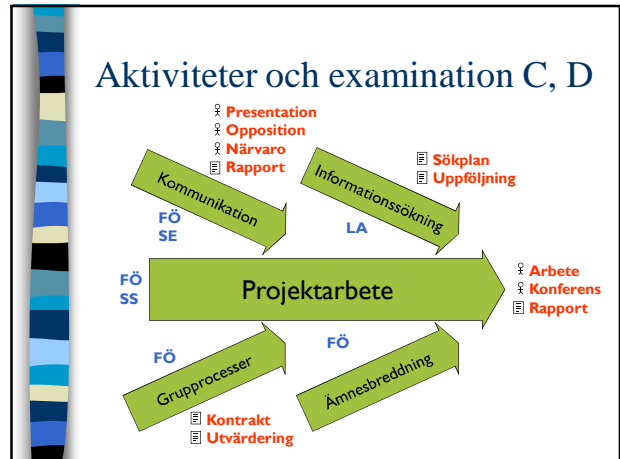 Aktiviteter och examination C, D
Presentation
Opposition
Närvaro
Rapport
Kommunikation
FÖ
SE
Informationssökning
LA
Sökplan
Uppföljning
FÖ
SS
Projektarbete
Arbete
Konferens
Rapport
FÖ
Grupprocesser
Kontrakt
Utvärdering
FÖ
Ämnesbreddning